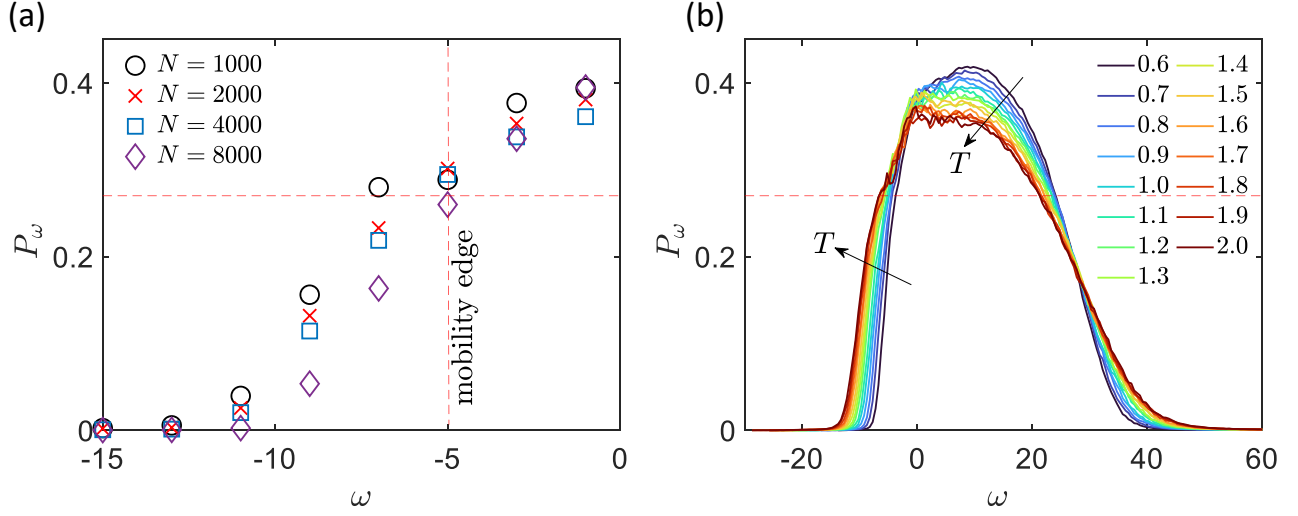 (a)
(b)
N = 1000
N = 2000
N = 4000
N = 8000
mobility edge
P_ω
0.4
0.2
0
-15
-10
-5
0
ω
0.6
0.7
0.8
0.9
1.0
1.1
1.2
1.3
1.4
1.5
1.6
1.7
1.8
1.9
2.0
T
T
P_ω
0.4
0.2
0
-20
0
20
40
60
ω